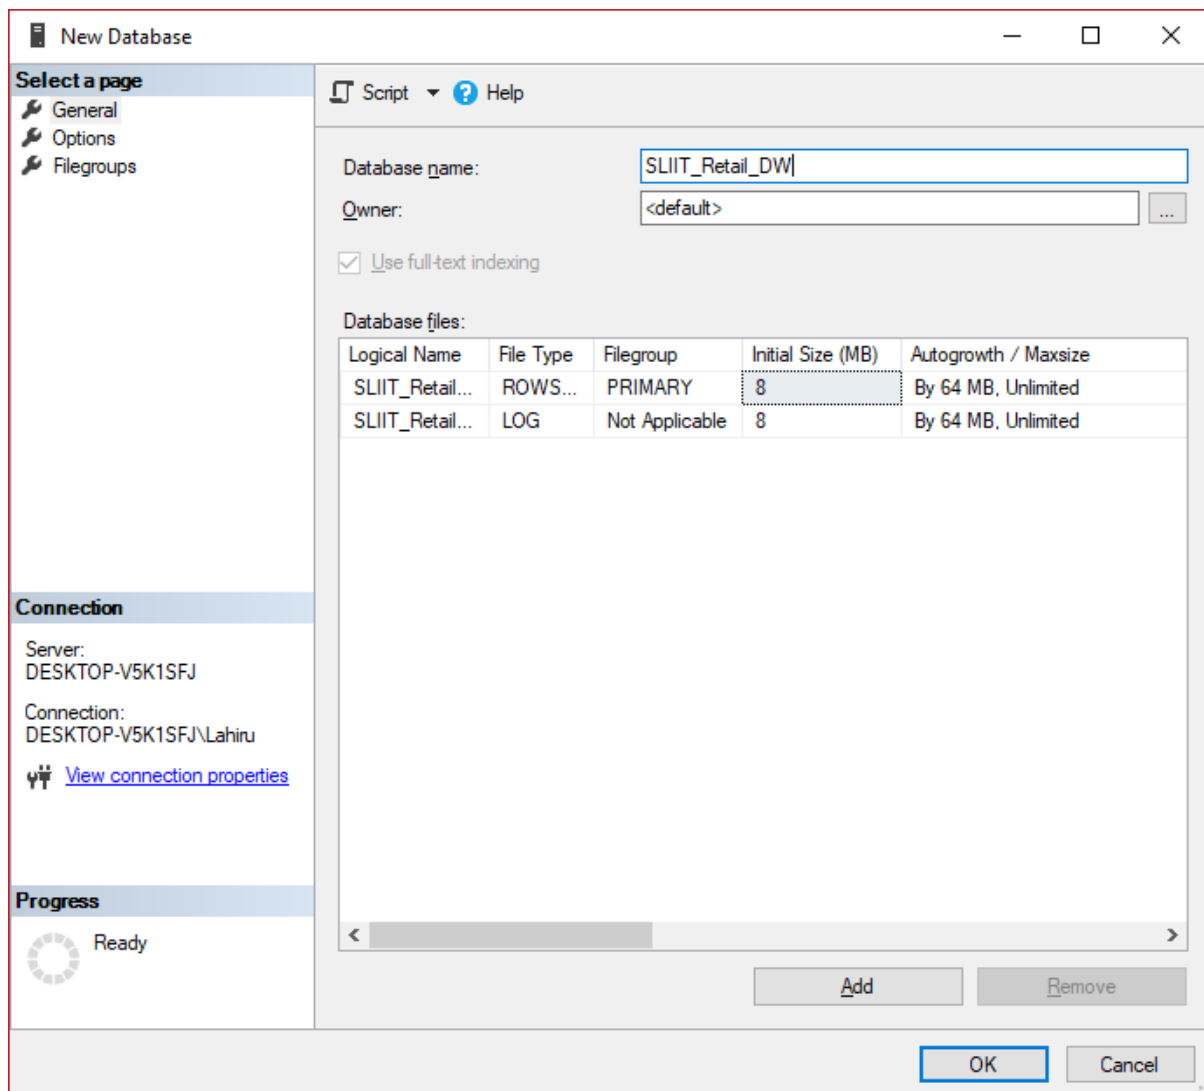 New Database
Select a page
General
Options
Filegroups
Script
Help
Database name:
SLIIT_Retail_DW
Owner:
<default>
...
Use full-text indexing
Database files:
Logical Name File Type Filegroup Initial Size (MB) Autogrowth / Maxsize
SLIIT_Retail... ROWS... PRIMARY 8 By 64 MB, Unlimited
SLIIT_Retail... LOG Not Applicable 8 By 64 MB, Unlimited
Connection
Server:
DESKTOP-V5K1SFJ
Connection:
DESKTOP-V5K1SFJ\Lahiru
View connection properties
Progress
Ready
Add Remove
OK Cancel